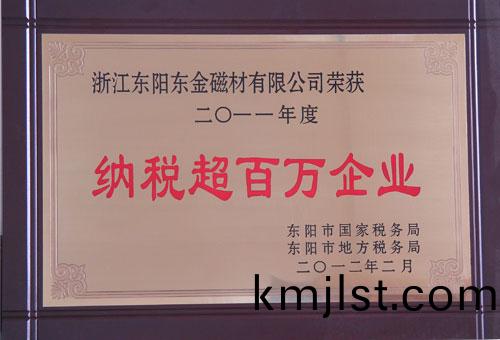 浙江东阳东金磁材有限公司荣获
二〇一一年度
纳税超百万企业
东阳市国家税务局
东阳市地方税务局
二〇一二年二月
kmjlst.com